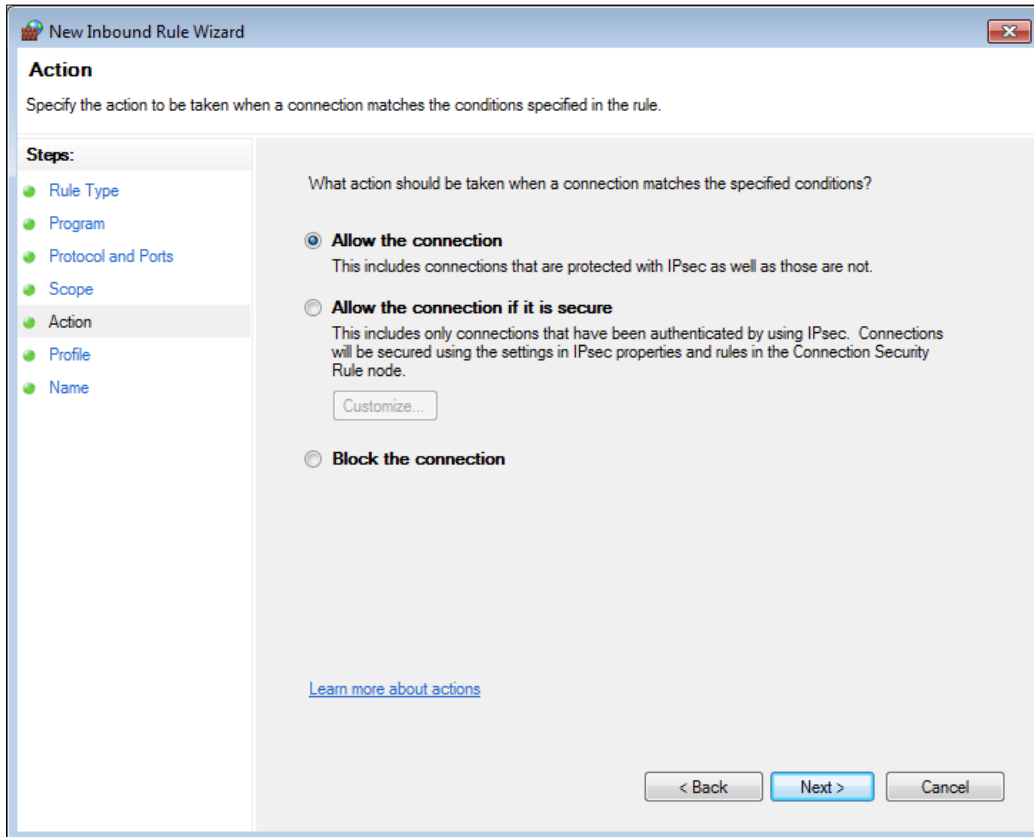 New Inbound Rule Wizard
Action
Specify the action to be taken when a connection matches the conditions specified in the rule.
Steps:
Rule Type
Program
Protocol and Ports
Scope
Action
Profile
Name
What action should be taken when a connection matches the specified conditions?
Allow the connection
This includes connections that are protected with IPsec as well as those are not.
Allow the connection if it is secure
This includes only connections that have been authenticated by using IPsec. Connections
will be secured using the settings in IPsec properties and rules in the Connection Security
Rule node.
Customize...
Block the connection
Learn more about actions
< Back
Next >
Cancel